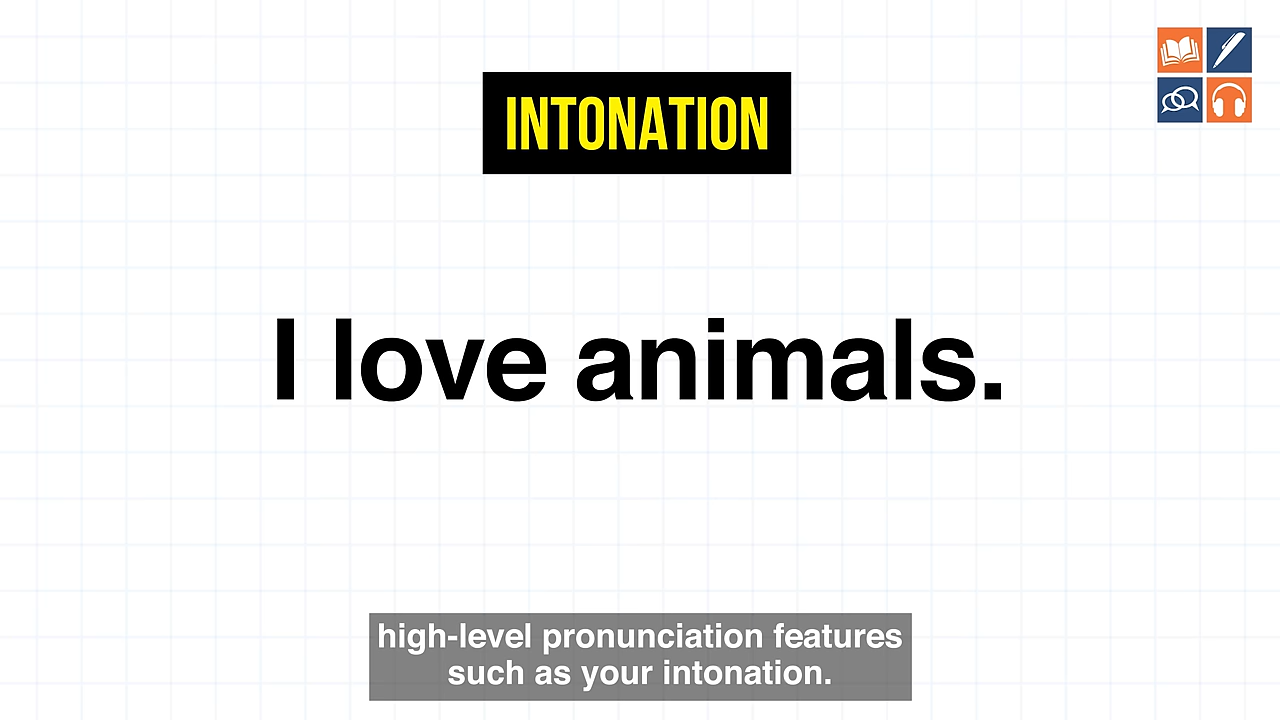 INTONATION
I love animals.
high-level pronunciation features
such as your intonation.